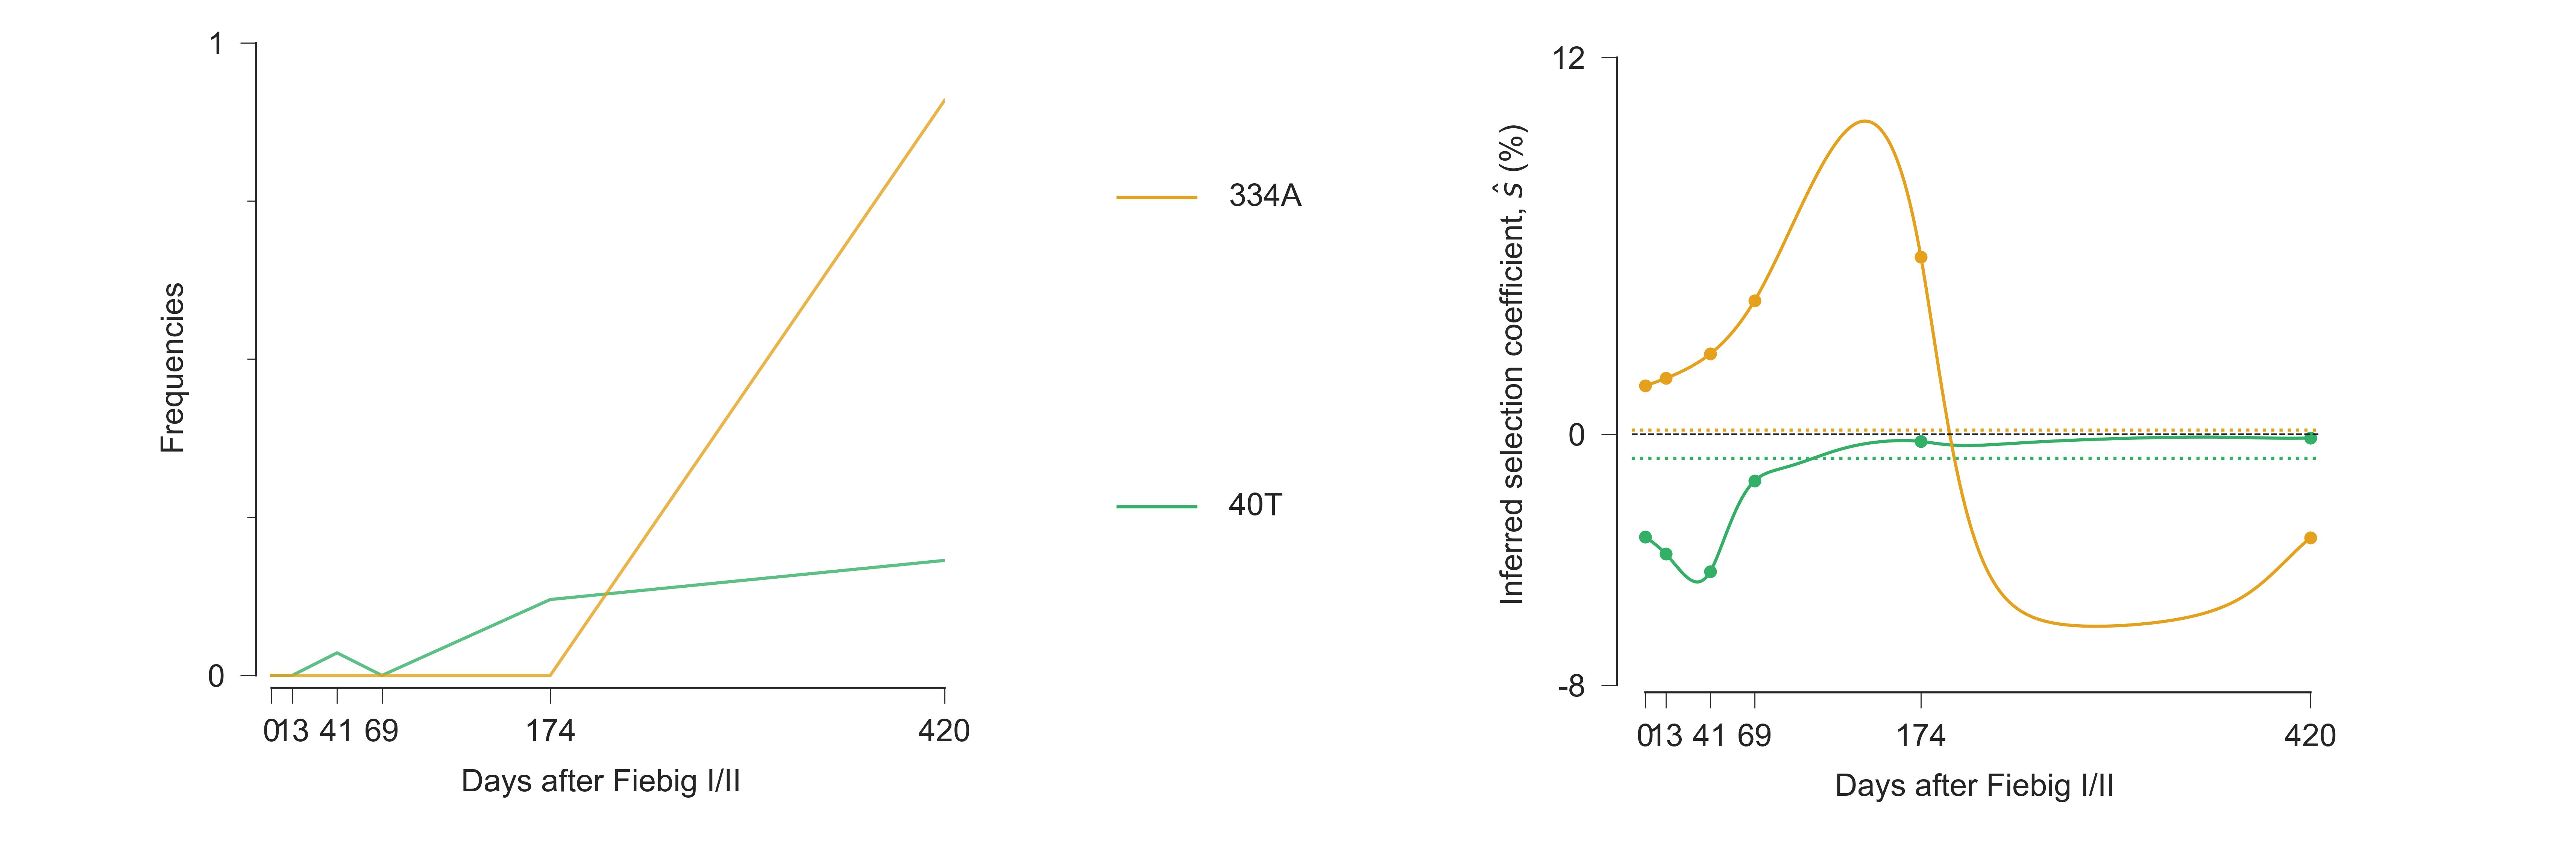 1
Frequencies
0
0 13 41 69 174 420
Days after Fiebig I/II
334A
40T
12
Inferred selection coefficient, ŝ (%)
0
-8
0 13 41 69 174 420
Days after Fiebig I/II